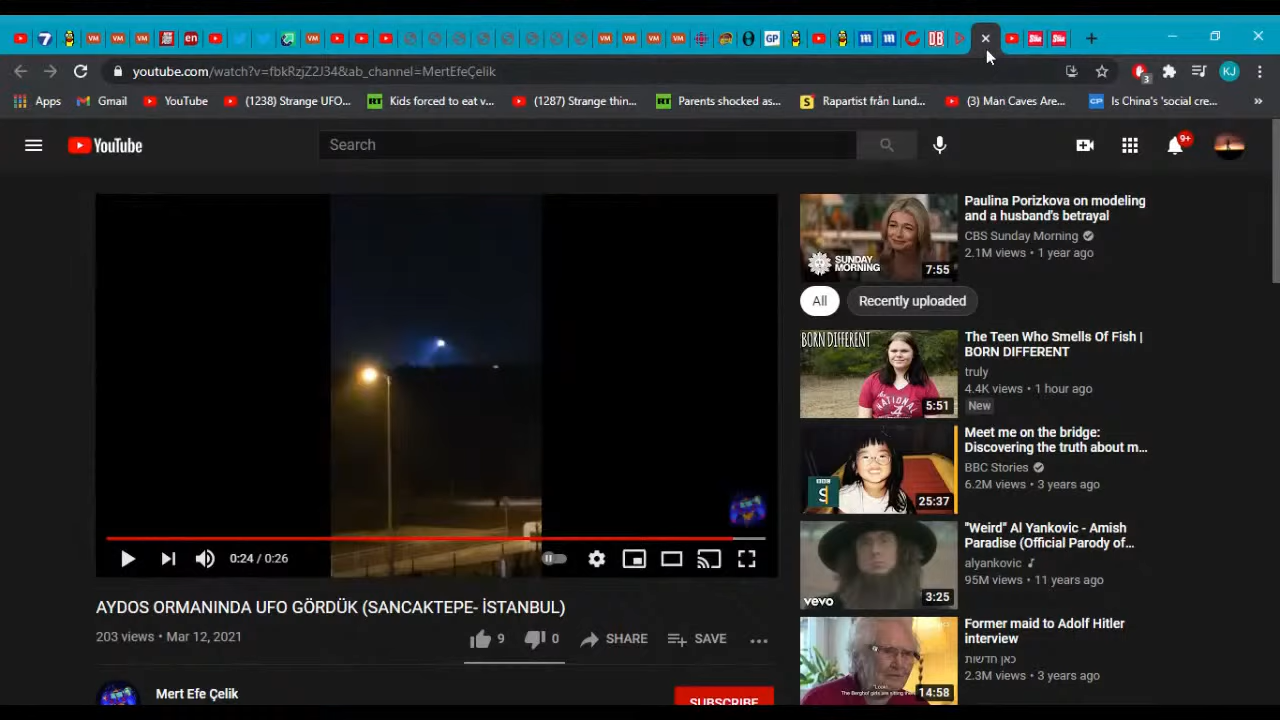 youtube.com/watch?v=fbkRzjZ2J34&ab_channel=MertEfeÇelik
3
KJ
Apps
Gmail
YouTube
(1238) Strange UFO...
RT
Kids forced to eat v...
(1287) Strange thin...
RT
Parents shocked as...
Rapartist från Lund...
(3) Man Caves Are...
CP
Is China's 'social cre...
»
YouTube
Search
9+
0:24 / 0:26
AYDOS ORMANINDA UFO GÖRDÜK (SANCAKTEPE- İSTANBUL)
203 views • Mar 12, 2021
9
0
SHARE
SAVE
Mert Efe Çelik
SUBSCRIBE
SUNDAY
MORNING
7:55
Paulina Porizkova on modeling
and a husband's betrayal
CBS Sunday Morning
2.1M views • 1 year ago
All
Recently uploaded
BORN DIFFERENT
5:51
The Teen Who Smells Of Fish |
BORN DIFFERENT
truly
4.4K views • 1 hour ago
New
25:37
Meet me on the bridge:
Discovering the truth about m...
BBC Stories
6.2M views • 3 years ago
vevo
3:25
"Weird" Al Yankovic - Amish
Paradise (Official Parody of...
alyankovic
95M views • 11 years ago
14:58
Former maid to Adolf Hitler
interview
כאן חדשות
2.3M views • 3 years ago